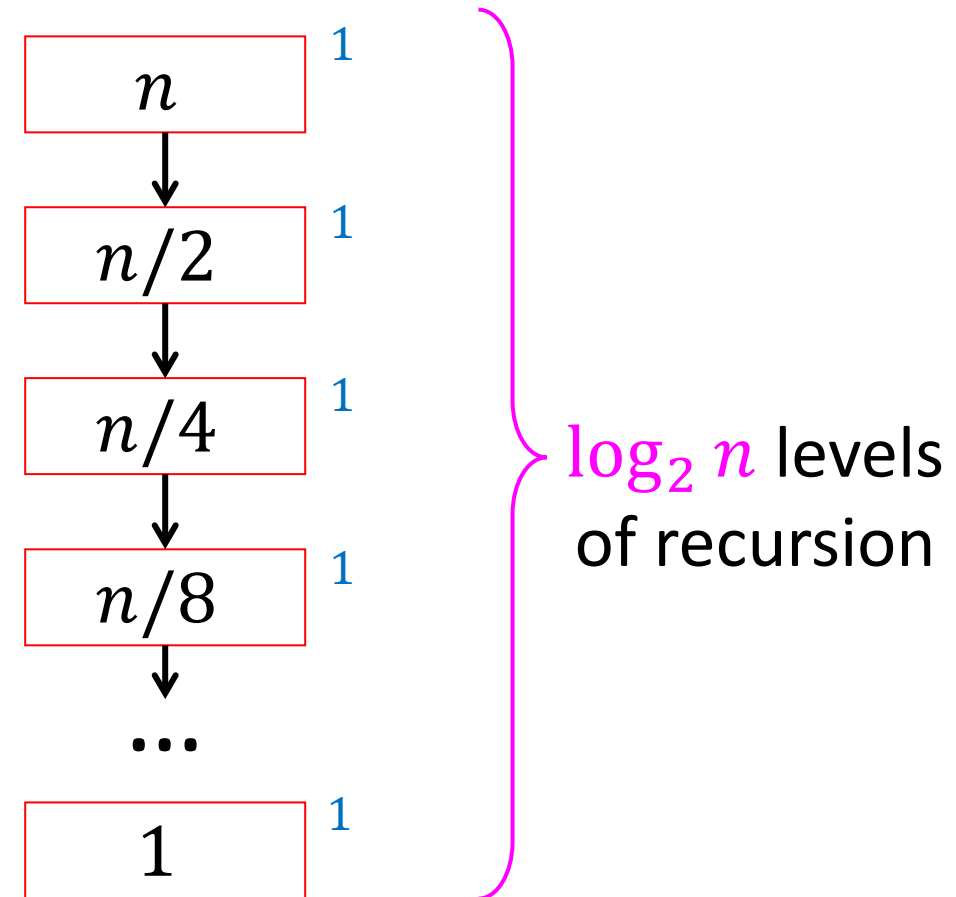 n 1
n/2 1
n/4 1
log₂ n levels
of recursion
n/8 1
...
1 1